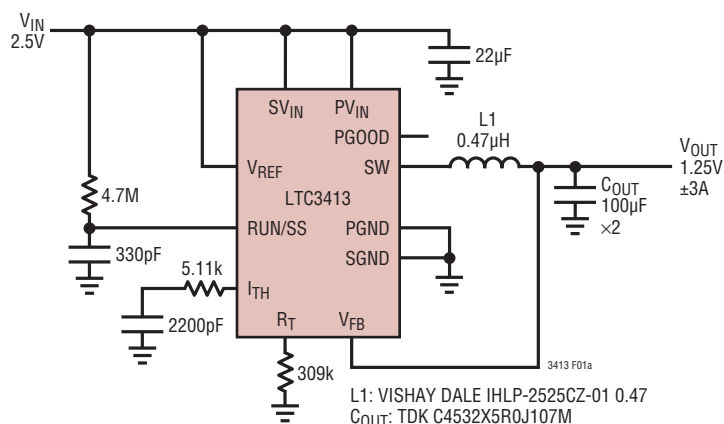 VIN
2.5V
22µF
SVIN PVIN
PGOOD
L1
0.47µH
VOUT
1.25V
±3A
VREF
SW
LTC3413
COUT
100µF
×2
4.7M
RUN/SS
PGND
330pF
SGND
5.11k
ITH
2200pF
RT
VFB
309k
3413 F01a
L1: VISHAY DALE IHLP-2525CZ-01 0.47
COUT: TDK C4532X5R0J107M